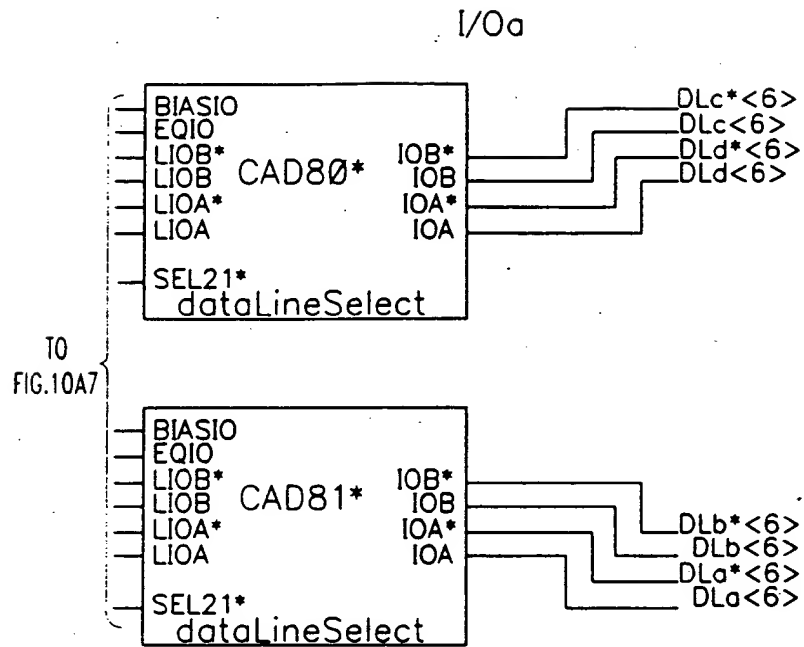 I/Oa
BIASIO
EQIO
LIOB*
LIOB
LIOA*
LIOA
SEL21*
CAD80*
IOB*
IOB
IOA*
IOA
dataLineSelect
DLc*<6>
DLc<6>
DLd*<6>
DLd<6>
TO
FIG.10A7
BIASIO
EQIO
LIOB*
LIOB
LIOA*
LIOA
SEL21*
CAD81*
IOB*
IOB
IOA*
IOA
dataLineSelect
DLb*<6>
DLb<6>
DLa*<6>
DLa<6>